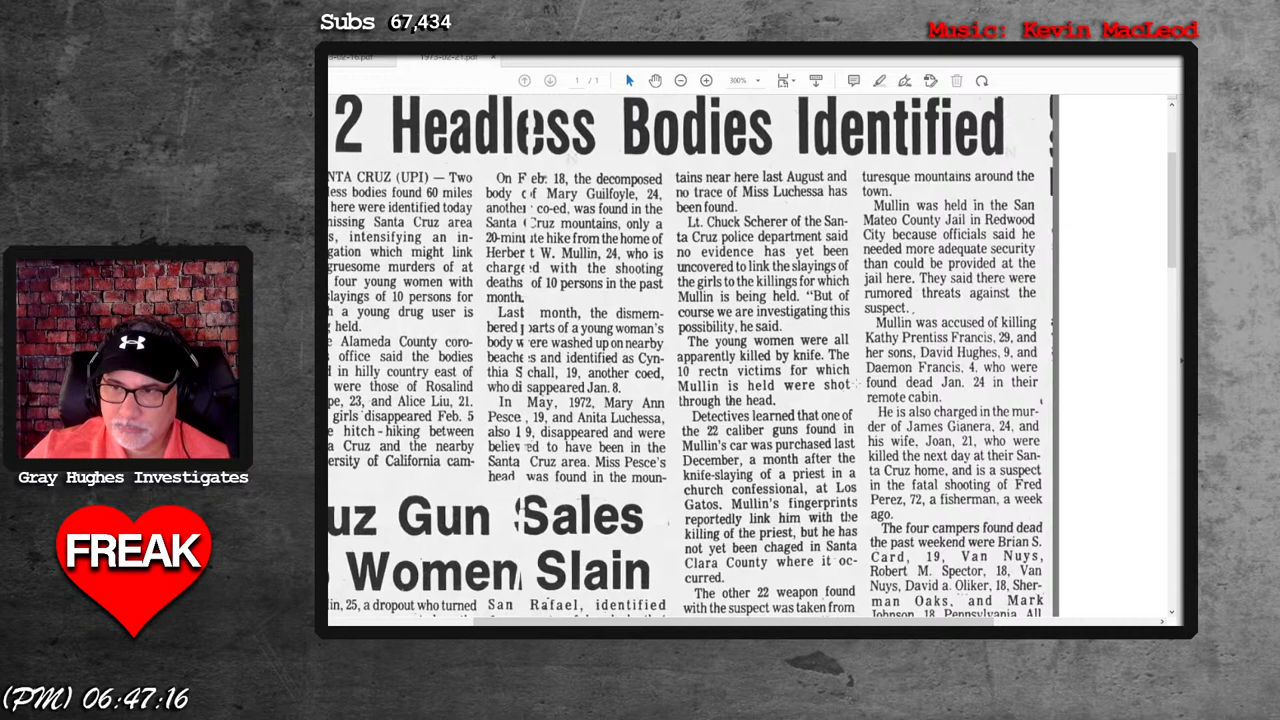 Subs 67,434
Music: Kevin MacLeod
1973-02-21.pdf
1 / 1
300%
2 Headless Bodies Identified
NTA CRUZ (UPI) — Two
less bodies found 60 miles
here were identified today
missing Santa Cruz area
s, intensifying an in-
gation which might link
gruesome murders of at
four young women with
slayings of 10 persons for
h a young drug user is
held.
e Alameda County coro-
office said the bodies
d in hilly country east of
were those of Rosalind
pe, 23, and Alice Liu, 21.
girls disappeared Feb. 5
e hitch-hiking between
a Cruz and the nearby
ersity of California cam-
On Feb. 18, the decomposed
body of Mary Guilfoyle, 24,
another co-ed, was found in the
Santa Cruz mountains, only a
20-minute hike from the home of
Herbert W. Mullin, 24, who is
charged with the shooting
deaths of 10 persons in the past
month.
Last month, the dismem-
bered parts of a young woman's
body were washed up on nearby
beaches and identified as Cyn-
thia Schall, 19, another coed,
who disappeared Jan. 8.
In May, 1972, Mary Ann
Pesce, 19, and Anita Luchessa,
also 19, disappeared and were
believed to have been in the
Santa Cruz area. Miss Pesce's
head was found in the moun-
tains near here last August and
no trace of Miss Luchessa has
been found.
Lt. Chuck Scherer of the San-
ta Cruz police department said
no evidence has yet been
uncovered to link the slayings of
the girls to the killings for which
Mullin is being held. "But of
course we are investigating this
possibility, he said.
The young women were all
apparently killed by knife. The
10 rectn victims for which
Mullin is held were shot
through the head.
Detectives learned that one of
the 22 caliber guns found in
Mullin's car was purchased last
December, a month after the
knife-slaying of a priest in a
church confessional, at Los
Gatos. Mullin's fingerprints
reportedly link him with the
killing of the priest, but he has
not yet been chaged in Santa
Clara County where it oc-
curred.
The other 22 weapon found
with the suspect was taken from
turesque mountains around the
town.
Mullin was held in the San
Mateo County Jail in Redwood
City because officials said he
needed more adequate security
than could be provided at the
jail here. They said there were
rumored threats against the
suspect.
Mullin was accused of killing
Kathy Prentiss Francis, 29, and
her sons, David Hughes, 9, and
Daemon Francis, 4. who were
found dead Jan. 24 in their
remote cabin.
He is also charged in the mur-
der of James Gianera, 24, and
his wife, Joan, 21, who were
killed the next day at their San-
ta Cruz home, and is a suspect
in the fatal shooting of Fred
Perez, 72, a fisherman, a week
ago.
The four campers found dead
the past weekend were Brian S.
Card, 19, Van Nuys,
Robert M. Spector, 18, Van
Nuys, David a. Oliker, 18, Sher-
man Oaks, and Mark
Johnson, 18, Pennsylvania. All
uz Gun Sales
Women Slain
lin, 25, a dropout who turned
San Rafael, identified
Gray Hughes Investigates
FREAK
(PM) 06:47:16